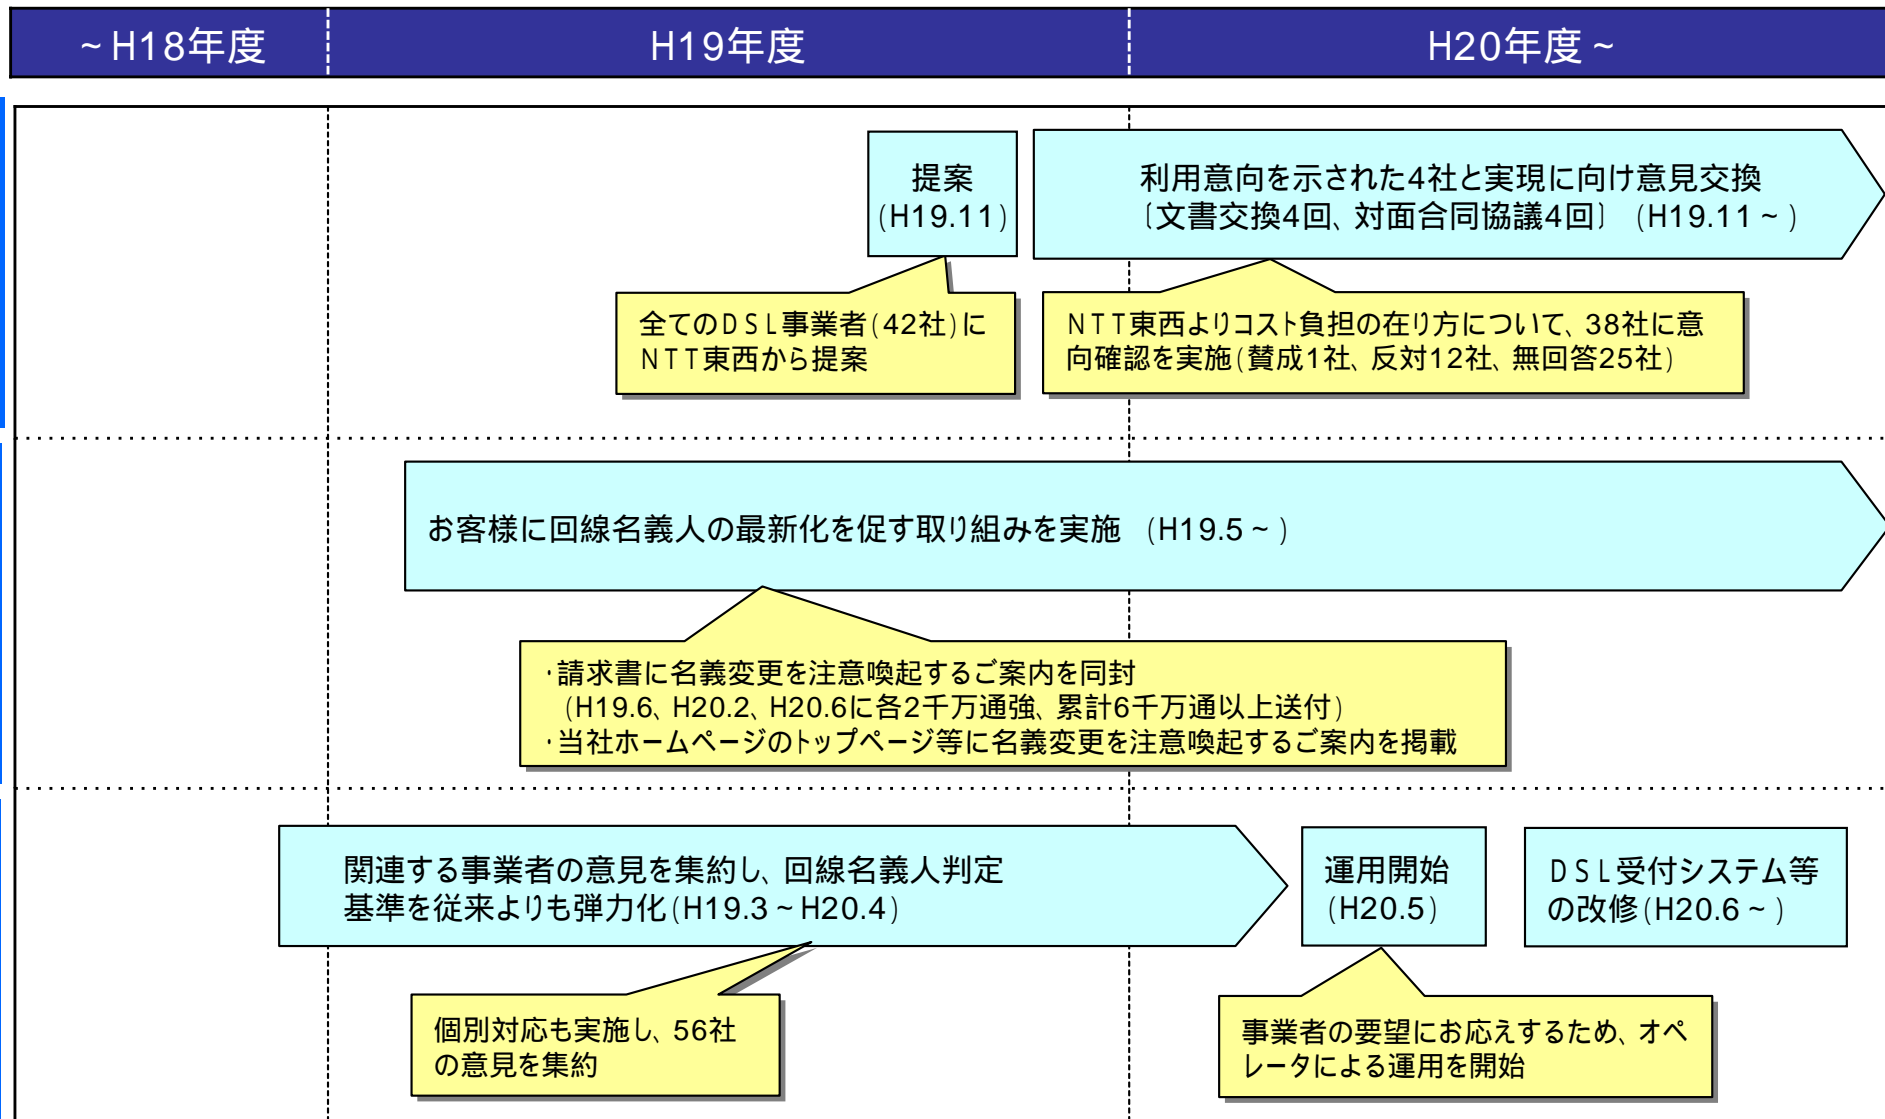 ~H18年度
H19年度
H20年度~
提案
(H19.11)
利用意向を示された4社と実現に向け意見交換
〔文書交換4回、対面合同協議4回〕 (H19.11~)
全てのDSL事業者(42社)に
NTT東西から提案
NTT東西よりコスト負担の在り方について、38社に意
向確認を実施(賛成1社、反対12社、無回答25社)
お客様に回線名義人の最新化を促す取り組みを実施 (H19.5~)
・請求書に名義変更を注意喚起するご案内を同封
(H19.6、H20.2、H20.6に各2千万通強、累計6千万通以上送付)
・当社ホームページのトップページ等に名義変更を注意喚起するご案内を掲載
関連する事業者の意見を集約し、回線名義人判定
基準を従来よりも弾力化(H19.3~H20.4)
運用開始
(H20.5)
DSL受付システム等
の改修(H20.6~)
個別対応も実施し、56社
の意見を集約
事業者の要望にお応えするため、オペ
レータによる運用を開始